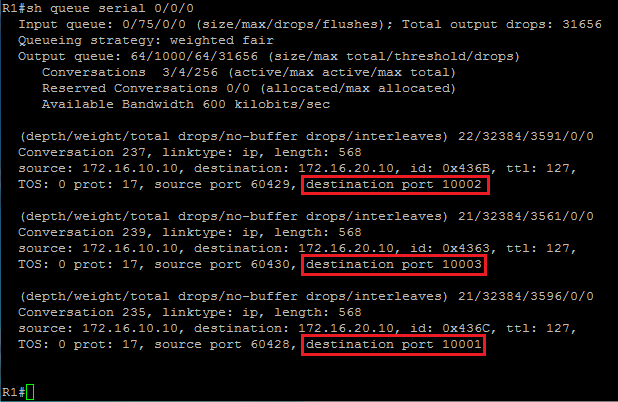 R1#sh queue serial 0/0/0
Input queue: 0/75/0/0 (size/max/drops/flushes); Total output drops: 31656
Queueing strategy: weighted fair
Output queue: 64/1000/64/31656 (size/max total/threshold/drops)
Conversations 3/4/256 (active/max active/max total)
Reserved Conversations 0/0 (allocated/max allocated)
Available Bandwidth 600 kilobits/sec
(depth/weight/total drops/no-buffer drops/interleaves) 22/32384/3591/0/0
Conversation 237, linktype: ip, length: 568
source: 172.16.10.10, destination: 172.16.20.10, id: 0x436B, ttl: 127,
TOS: 0 prot: 17, source port 60429, destination port 10002
(depth/weight/total drops/no-buffer drops/interleaves) 21/32384/3561/0/0
Conversation 239, linktype: ip, length: 568
source: 172.16.10.10, destination: 172.16.20.10, id: 0x4363, ttl: 127,
TOS: 0 prot: 17, source port 60430, destination port 10003
(depth/weight/total drops/no-buffer drops/interleaves) 21/32384/3596/0/0
Conversation 235, linktype: ip, length: 568
source: 172.16.10.10, destination: 172.16.20.10, id: 0x436C, ttl: 127,
TOS: 0 prot: 17, source port 60428, destination port 10001
R1#